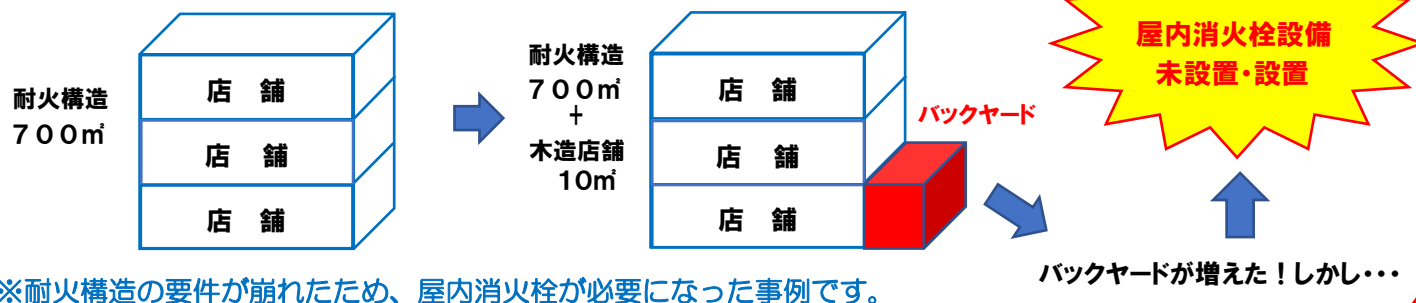 耐火構造
７００㎡
店　舗
店　舗
店　舗
耐火構造
７００㎡
＋
木造店舗
10㎡
店　舗
店　舗
店　舗
バックヤード
屋内消火栓設備
未設置・設置
バックヤードが増えた！しかし・・・
※耐火構造の要件が崩れたため、屋内消火栓が必要になった事例です。